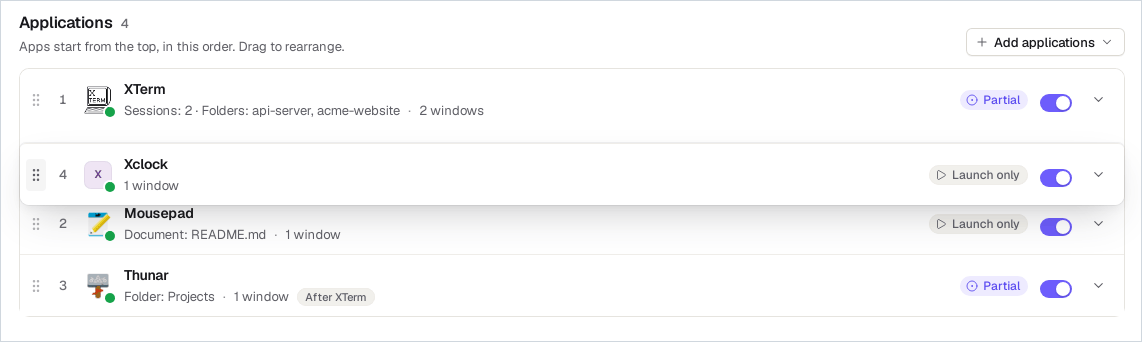 Applications 4
Apps start from the top, in this order. Drag to rearrange.
Add applications
1 XTerm Partial
Sessions: 2 · Folders: api-server, acme-website · 2 windows
4 X Xclock Launch only
1 window
2 Mousepad Launch only
Document: README.md · 1 window
3 Thunar Partial
Folder: Projects · 1 window After XTerm